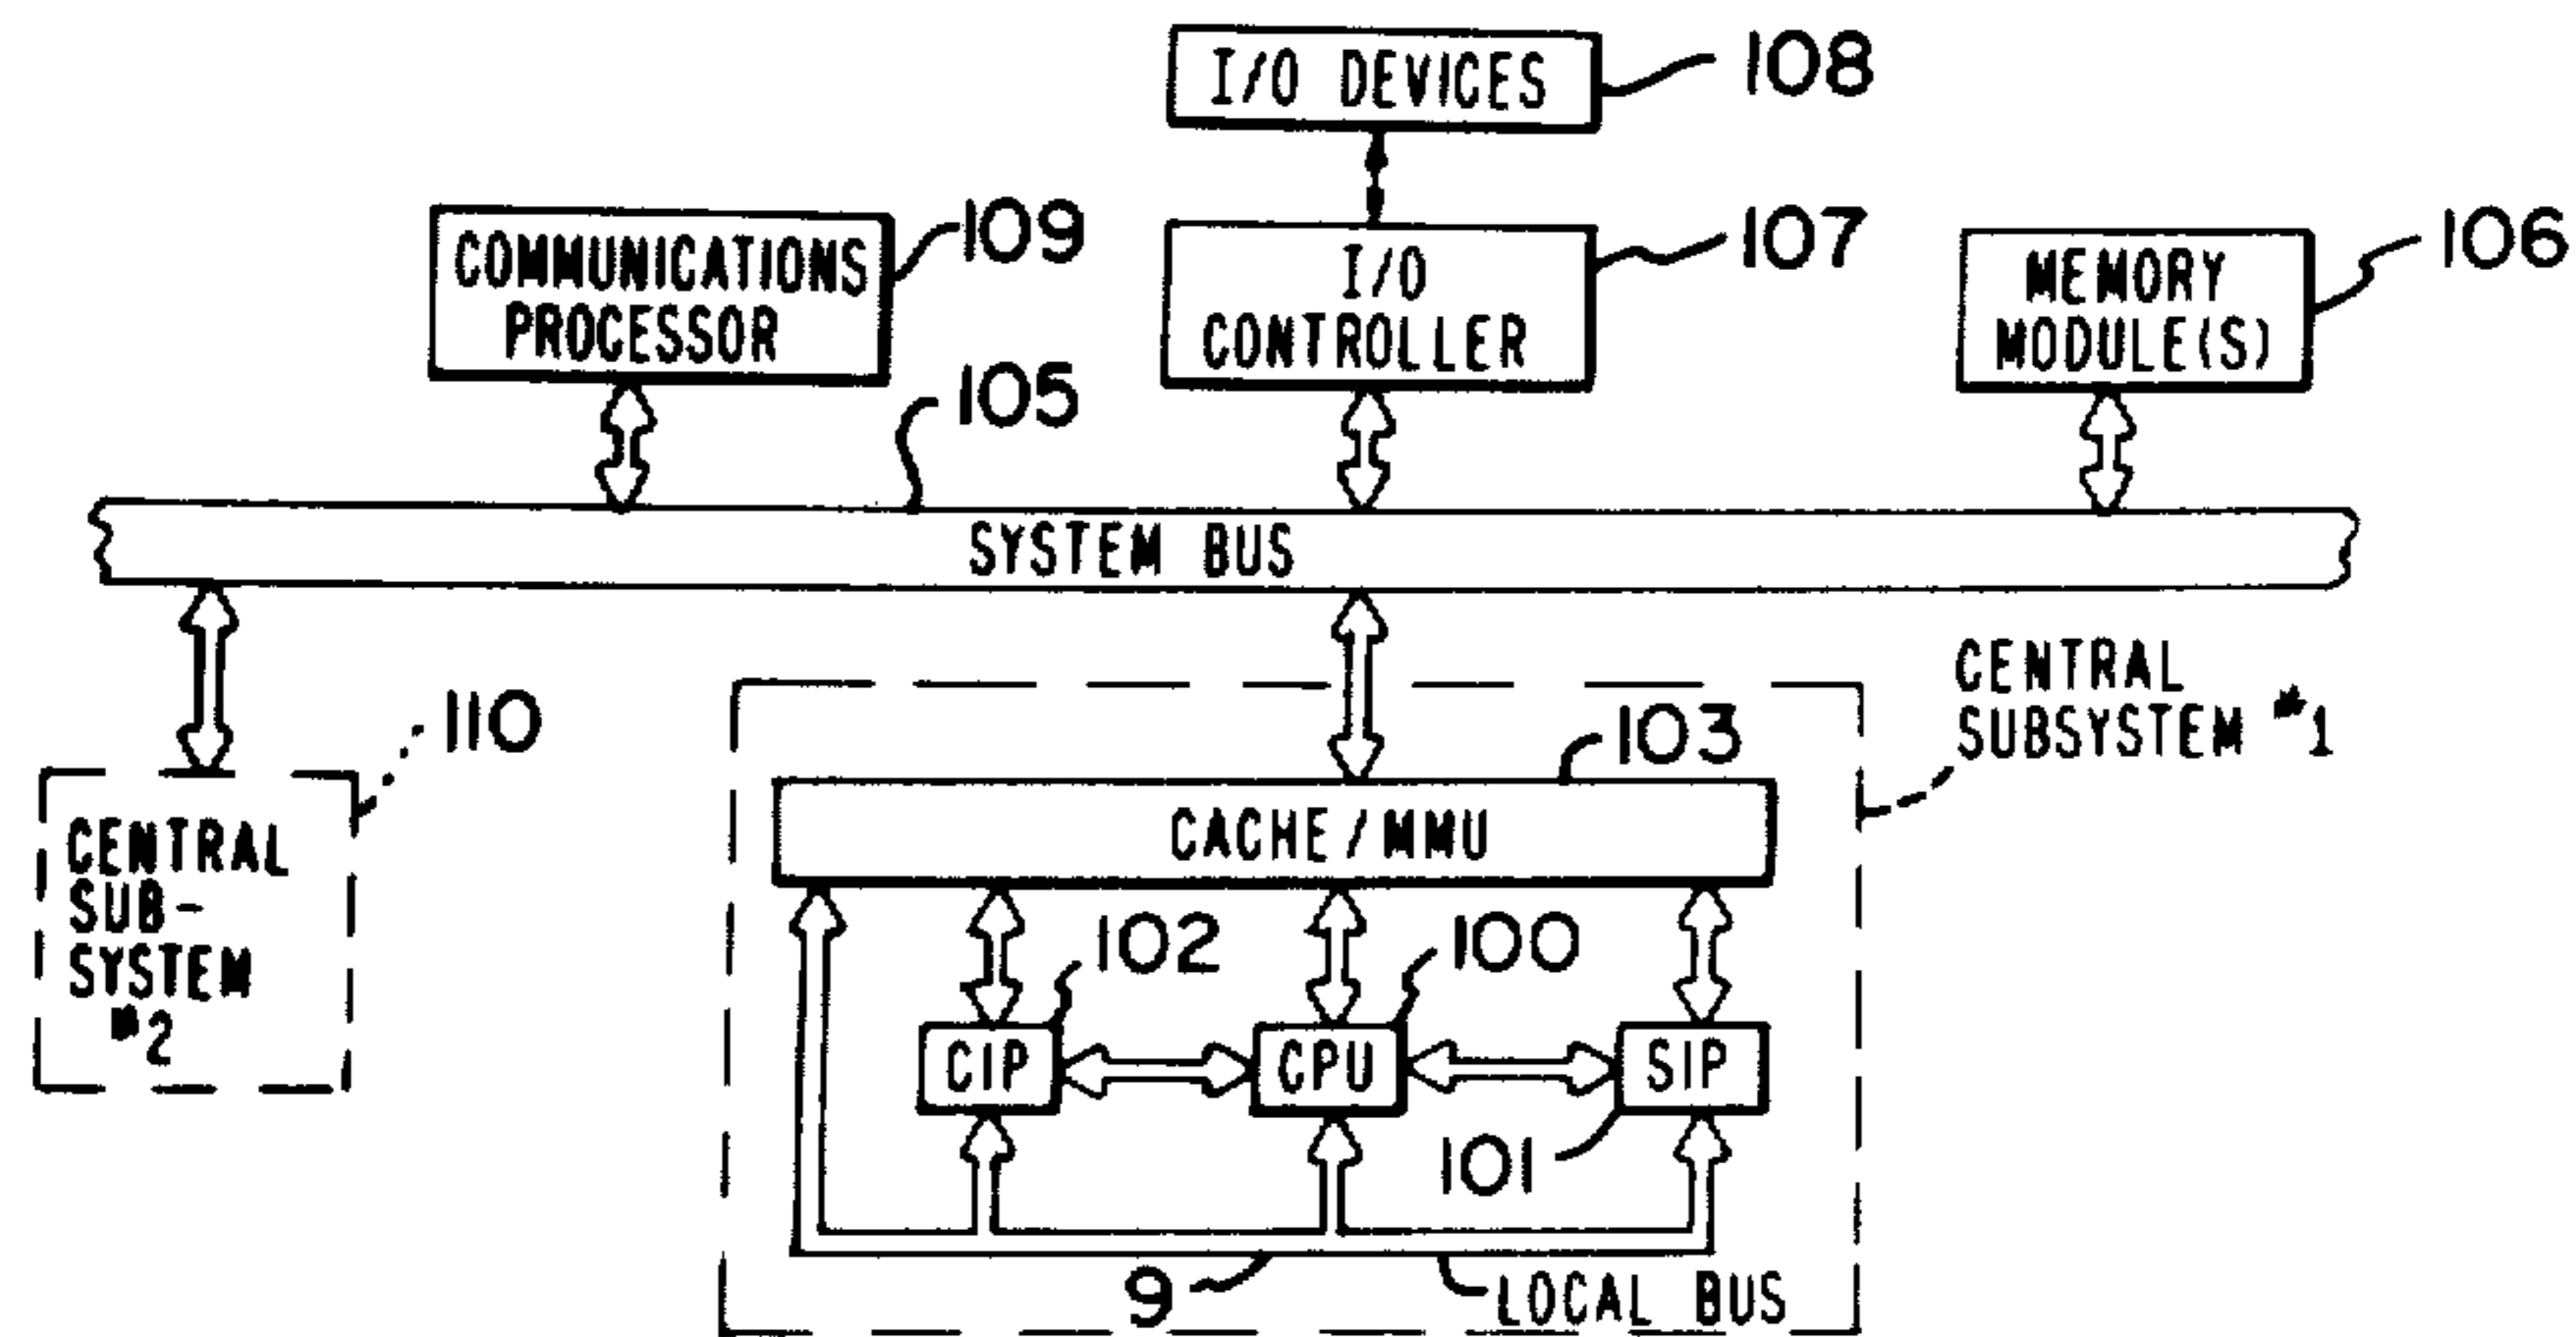 I/O DEVICES
108
COMMUNICATIONS
PROCESSOR
109
I/O
CONTROLLER
107
MEMORY
MODULE(S)
106
105
SYSTEM BUS
110
CENTRAL
SUB-
SYSTEM
#2
CENTRAL
SUBSYSTEM #1
103
CACHE/MMU
102
100
CIP
CPU
SIP
101
9
LOCAL BUS